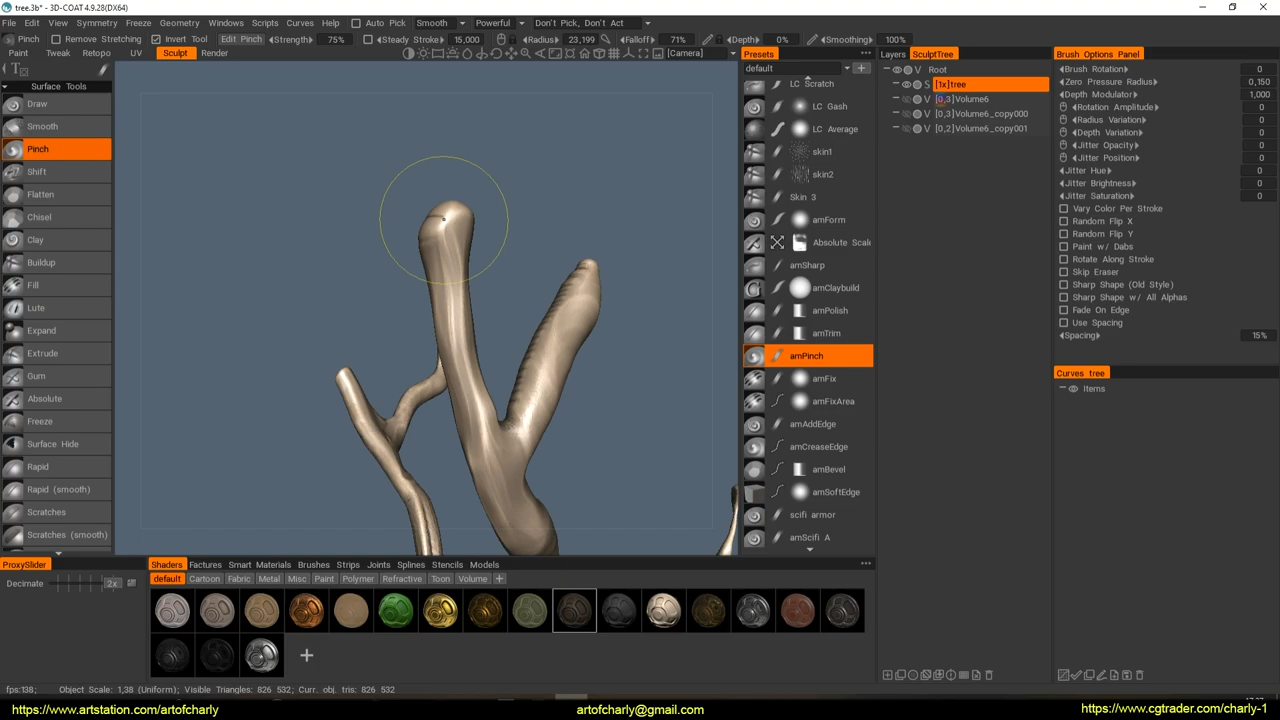 tree.3b* - 3D-COAT 4.9.28(DX64)
File Edit View Symmetry Freeze Geometry Windows Scripts Curves Help Auto Pick Smooth Powerful Don't Pick, Don't Act
Pinch Remove Stretching Invert Tool Edit Pinch Strength> 75% Steady Stroke 15,000 Radius> 23,199 Falloff> 71% Depth> 0% Smoothing> 100%
Paint Tweak Retopo UV Sculpt Render [Camera] Presets Layers SculptTree Brush Options Panel
default
Surface Tools
Draw
Smooth
Pinch
Shift
Flatten
Chisel
Clay
Buildup
Fill
Lute
Expand
Extrude
Gum
Absolute
Freeze
Surface Hide
Rapid
Rapid (smooth)
Scratches
Scratches (smooth)
LC Scratch
LC Gash
LC Average
skin1
skin2
Skin 3
amForm
Absolute Scale
amSharp
amClaybuild
amPolish
amTrim
amPinch
amFix
amFixArea
amAddEdge
amCreaseEdge
amBevel
amSoftEdge
scifi armor
amScifi A
Root
[1x]tree
[0,3]Volume6
[0,3]Volume6_copy000
[0,2]Volume6_copy001
Brush Rotation 0
Zero Pressure Radius 0,150
Depth Modulator 1,000
Rotation Amplitude 0
Radius Variation 0
Depth Variation 0
Jitter Opacity 0
Jitter Position 0
Jitter Hue 0
Jitter Brightness 0
Jitter Saturation 0
Vary Color Per Stroke
Random Flip X
Random Flip Y
Paint w/ Dabs
Rotate Along Stroke
Skip Eraser
Sharp Shape (Old Style)
Sharp Shape w/ All Alphas
Fade On Edge
Use Spacing
Spacing 15%
Curves tree
Items
ProxySlider
Decimate 2x
Shaders Factures Smart Materials Brushes Strips Joints Splines Stencils Models
default Cartoon Fabric Metal Misc Paint Polymer Refractive Toon Volume
fps:138; Object Scale: 1,38 (Uniform); Visible Triangles: 826 532; Curr. obj. tris: 826 532
https://www.artstation.com/artofcharly artofcharly@gmail.com https://www.cgtrader.com/charly-1